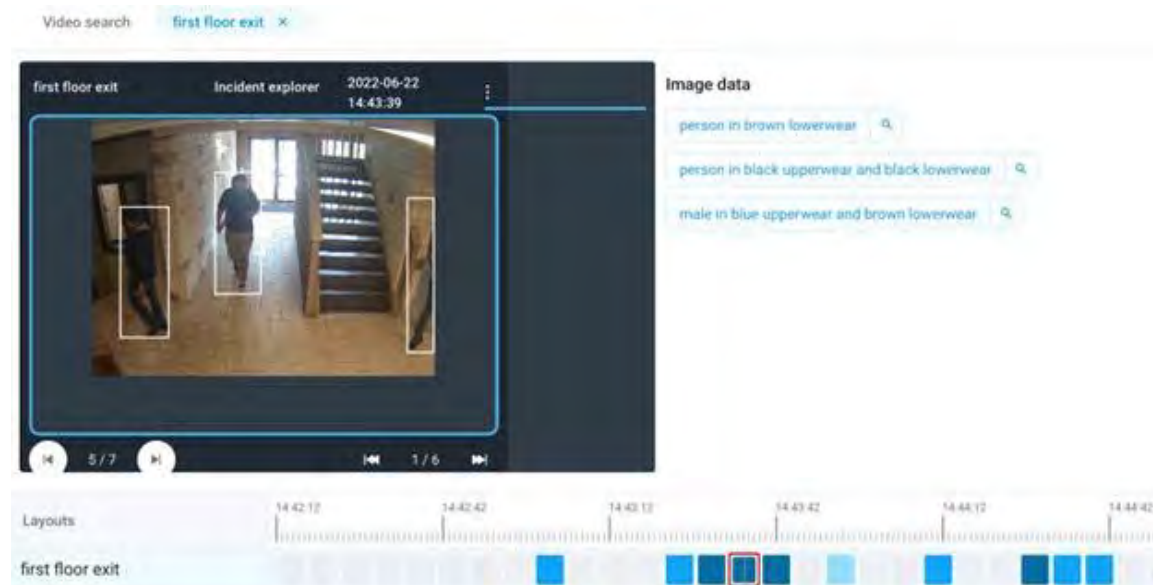 Video search first floor exit ×
first floor exit Incident explorer 2022-06-22
14:43:39
Image data
person in brown lowerwear
person in black upperwear and black lowerwear
male in blue upperwear and brown lowerwear
5/7 1/6
Layouts 14:42:12 14:42:42 14:43:12 14:43:42 14:44:12 14:44:42
first floor exit